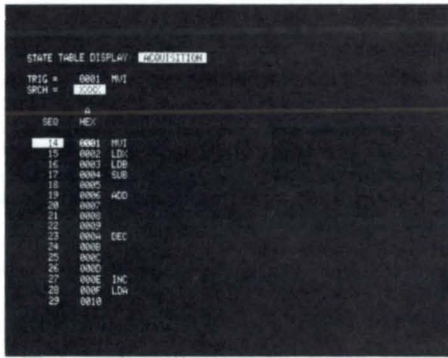 STATE TABLE DISPLAY ACQUISITION
TRIG = 0001 MVI
SRCH = XXXX
A
SEQ HEX
14 0001 MVI
15 0002 LDX
16 0003 LDB
17 0004 SUB
18 0005
19 0006 ADD
20 0007
21 0008
22 0009
23 000A DEC
24 000B
25 000C
26 000D
27 000E INC
28 000F LDA
29 0010